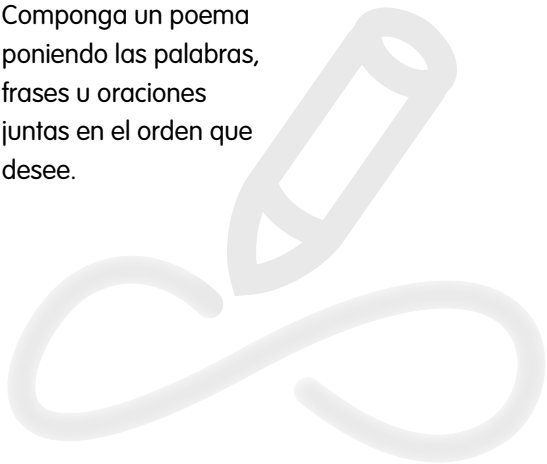 Componga un poema
poniendo las palabras,
frases u oraciones
juntas en el orden que
desee.